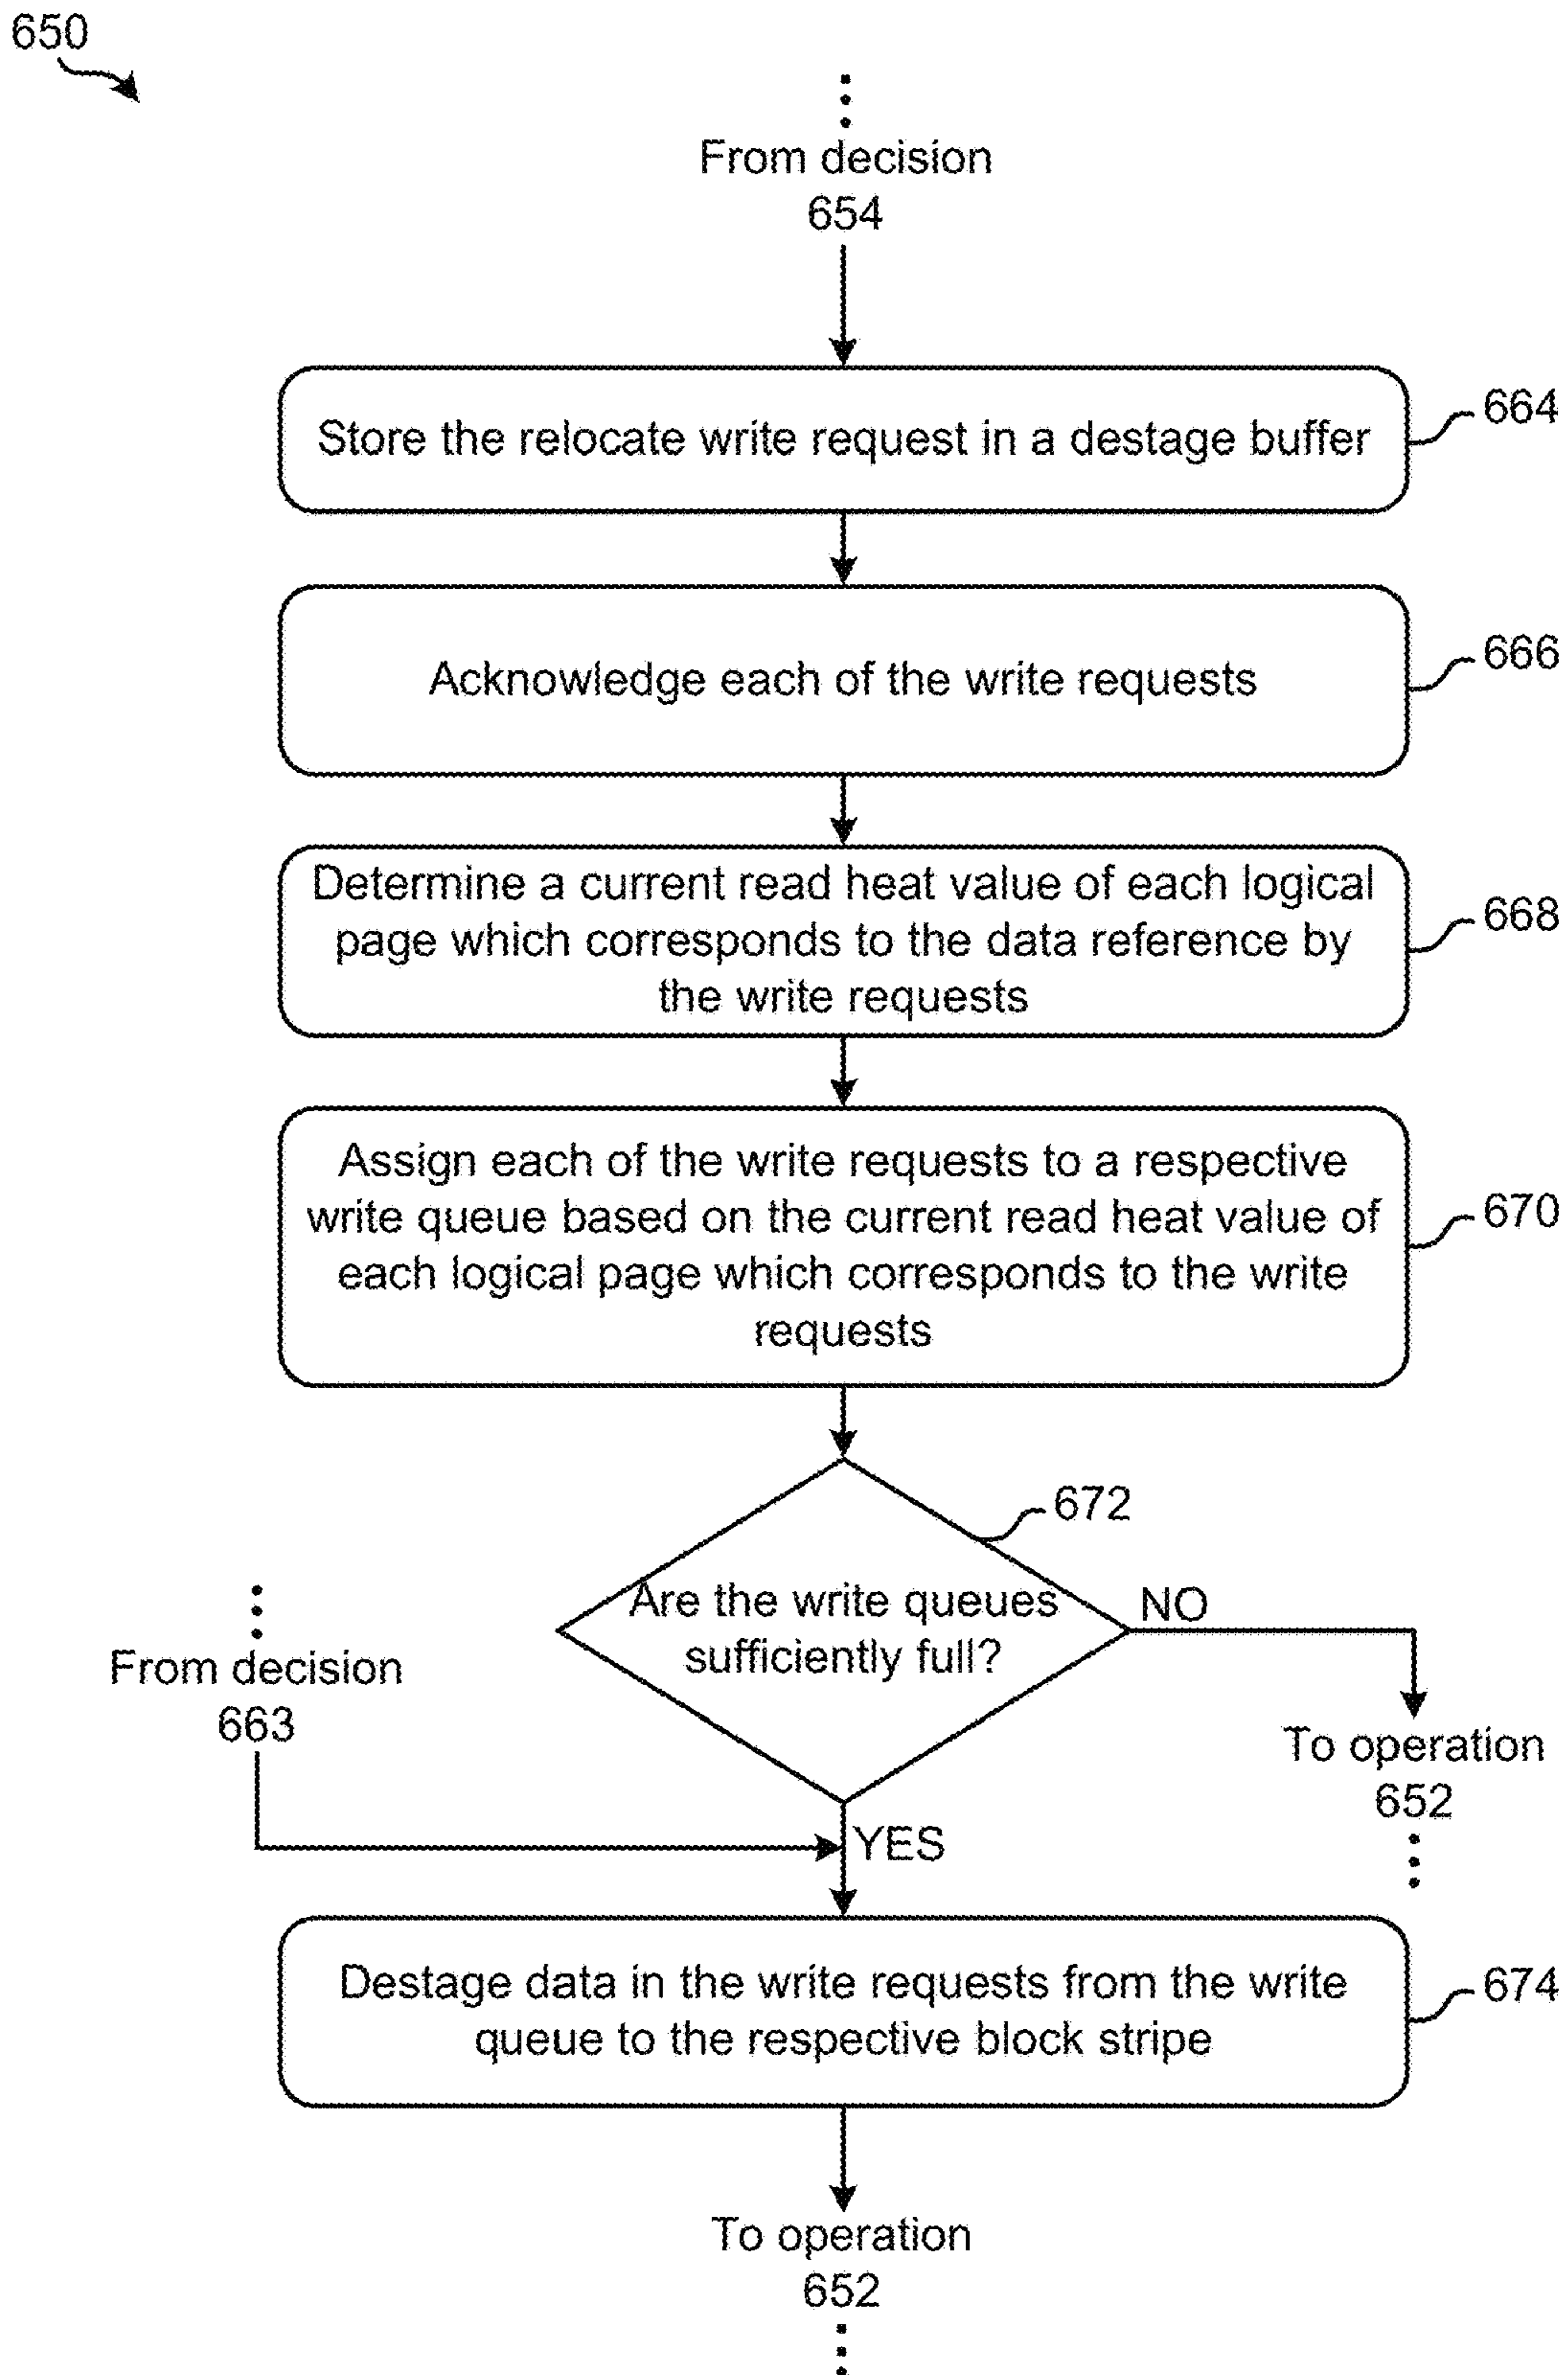 650
From decision
654
Store the relocate write request in a destage buffer
664
Acknowledge each of the write requests
666
Determine a current read heat value of each logical
page which corresponds to the data reference by
the write requests
668
Assign each of the write requests to a respective
write queue based on the current read heat value of
each logical page which corresponds to the write
requests
670
672
Are the write queues
sufficiently full?
NO
From decision
663
To operation
652
YES
Destage data in the write requests from the write
queue to the respective block stripe
674
To operation
652